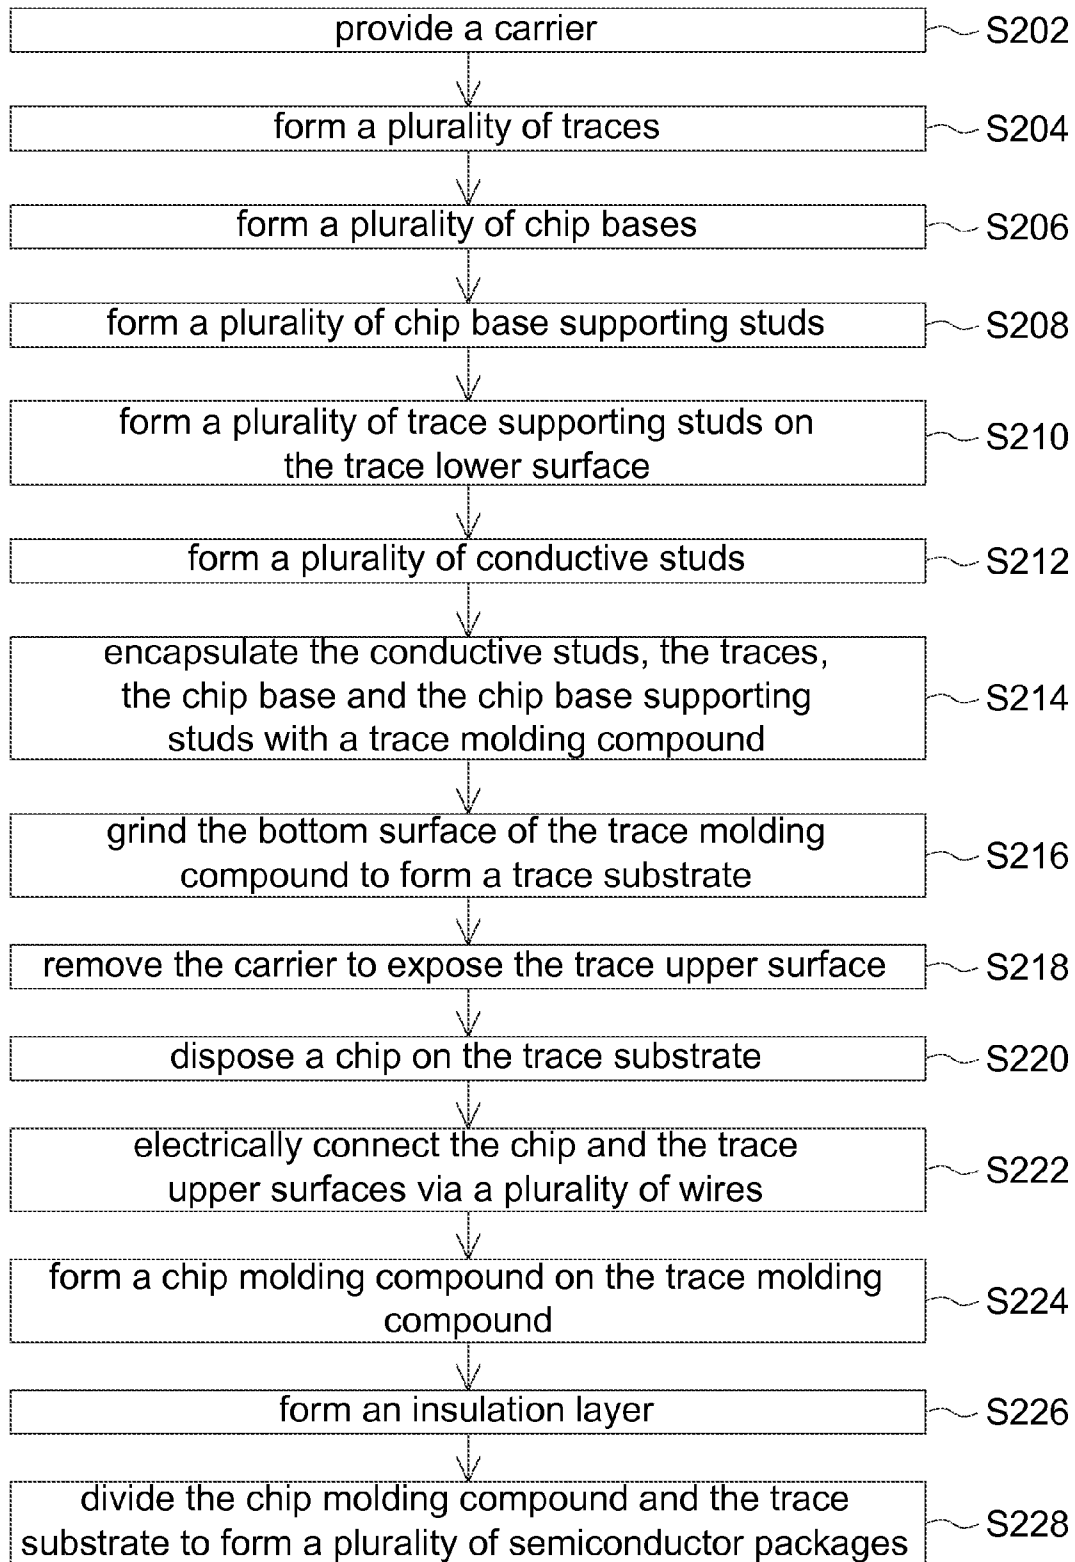 provide a carrier
S202
form a plurality of traces
S204
form a plurality of chip bases
S206
form a plurality of chip base supporting studs
S208
form a plurality of trace supporting studs on
the trace lower surface
S210
form a plurality of conductive studs
S212
encapsulate the conductive studs, the traces,
the chip base and the chip base supporting
studs with a trace molding compound
S214
grind the bottom surface of the trace molding
compound to form a trace substrate
S216
remove the carrier to expose the trace upper surface
S218
dispose a chip on the trace substrate
S220
electrically connect the chip and the trace
upper surfaces via a plurality of wires
S222
form a chip molding compound on the trace molding
compound
S224
form an insulation layer
S226
divide the chip molding compound and the trace
substrate to form a plurality of semiconductor packages
S228